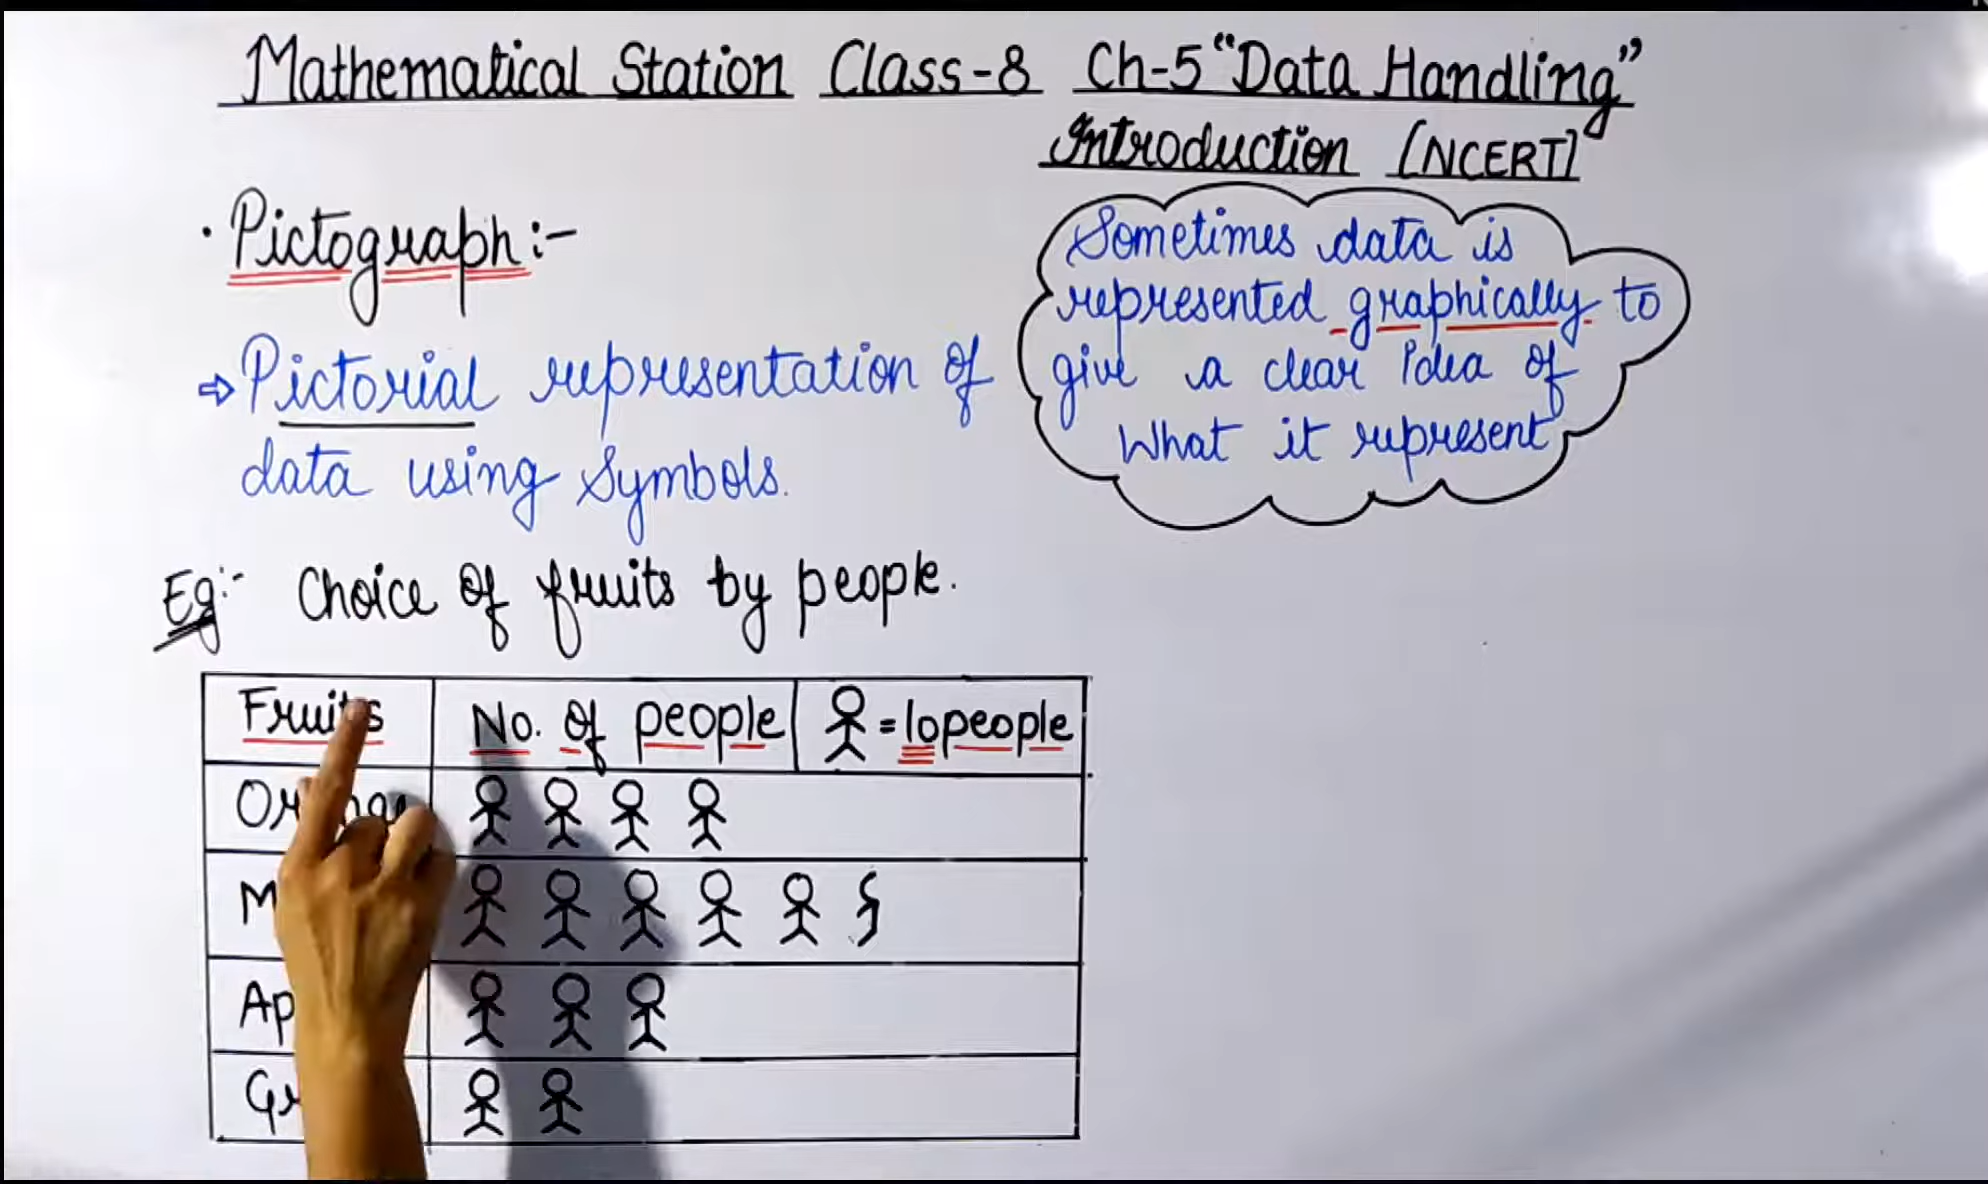 Mathematical Station Class-8 Ch-5 "Data Handling"
Introduction [NCERT]
• Pictograph:-
⇨ Pictorial representation of
data using Symbols.
Sometimes data is
represented graphically to
give a clear idea of
What it represent
Eg:- Choice of fruits by people.
Fruits No. of people = 10people